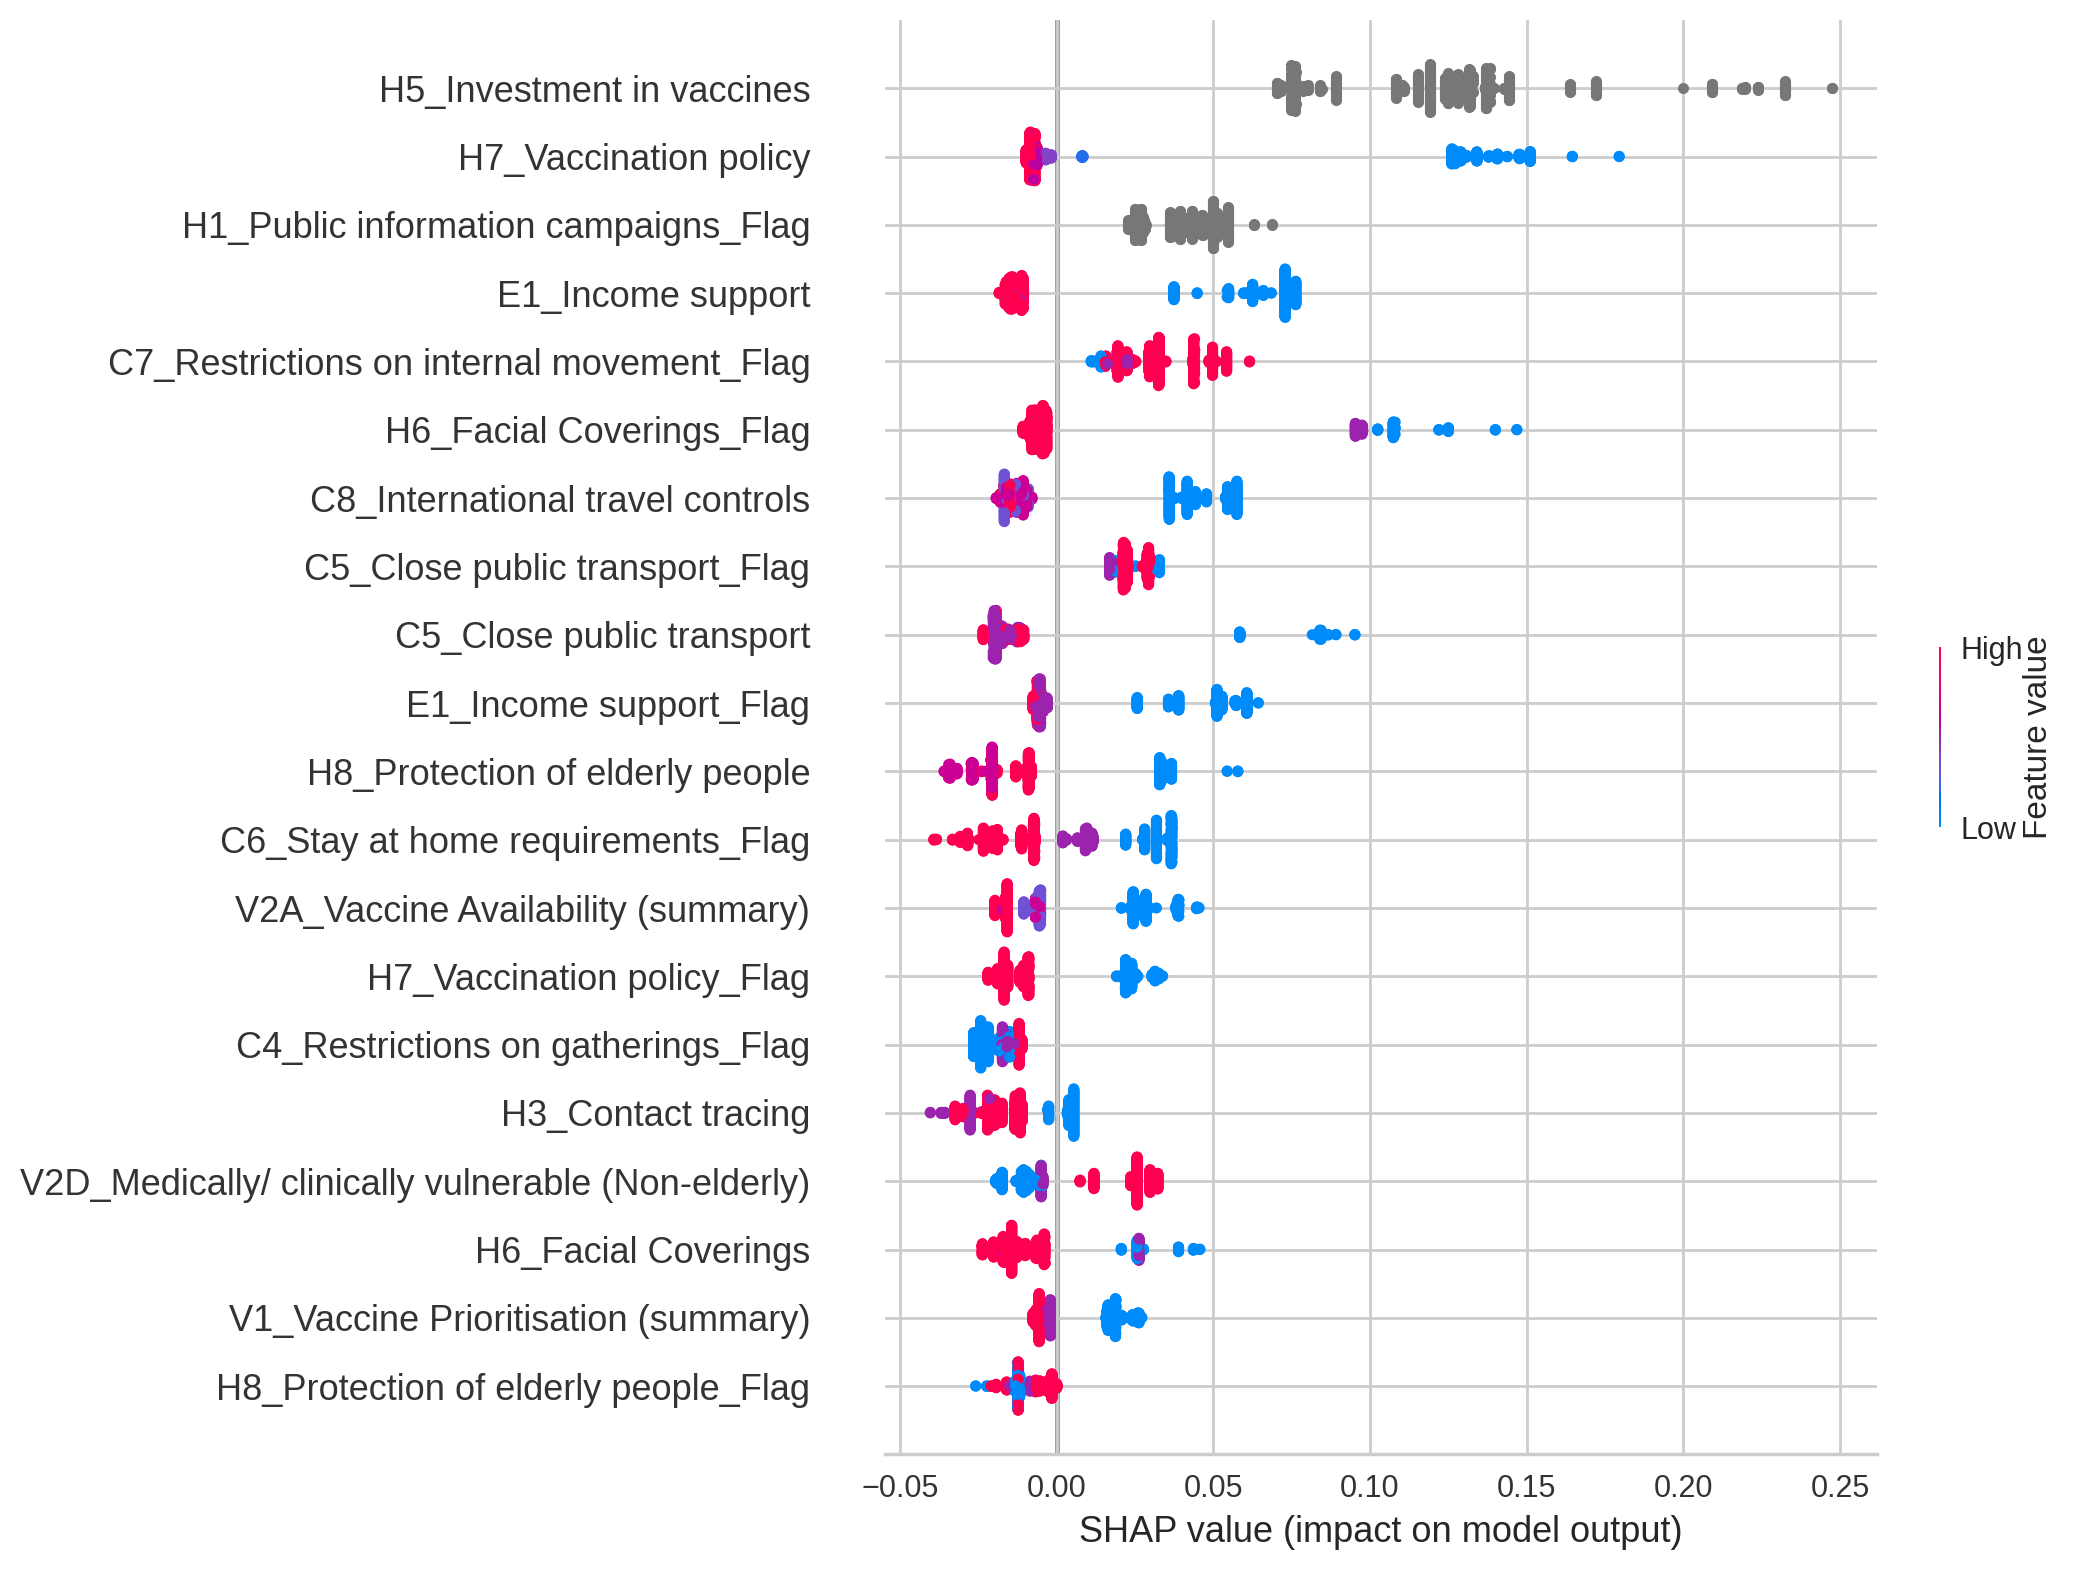 H5_Investment in vaccines
H7_Vaccination policy
H1_Public information campaigns_Flag
E1_Income support
C7_Restrictions on internal movement_Flag
H6_Facial Coverings_Flag
C8_International travel controls
C5_Close public transport_Flag
C5_Close public transport
E1_Income support_Flag
H8_Protection of elderly people
C6_Stay at home requirements_Flag
V2A_Vaccine Availability (summary)
H7_Vaccination policy_Flag
C4_Restrictions on gatherings_Flag
H3_Contact tracing
V2D_Medically/ clinically vulnerable (Non-elderly)
H6_Facial Coverings
V1_Vaccine Prioritisation (summary)
H8_Protection of elderly people_Flag
−0.05 0.00 0.05 0.10 0.15 0.20 0.25
SHAP value (impact on model output)
High
Low
Feature value